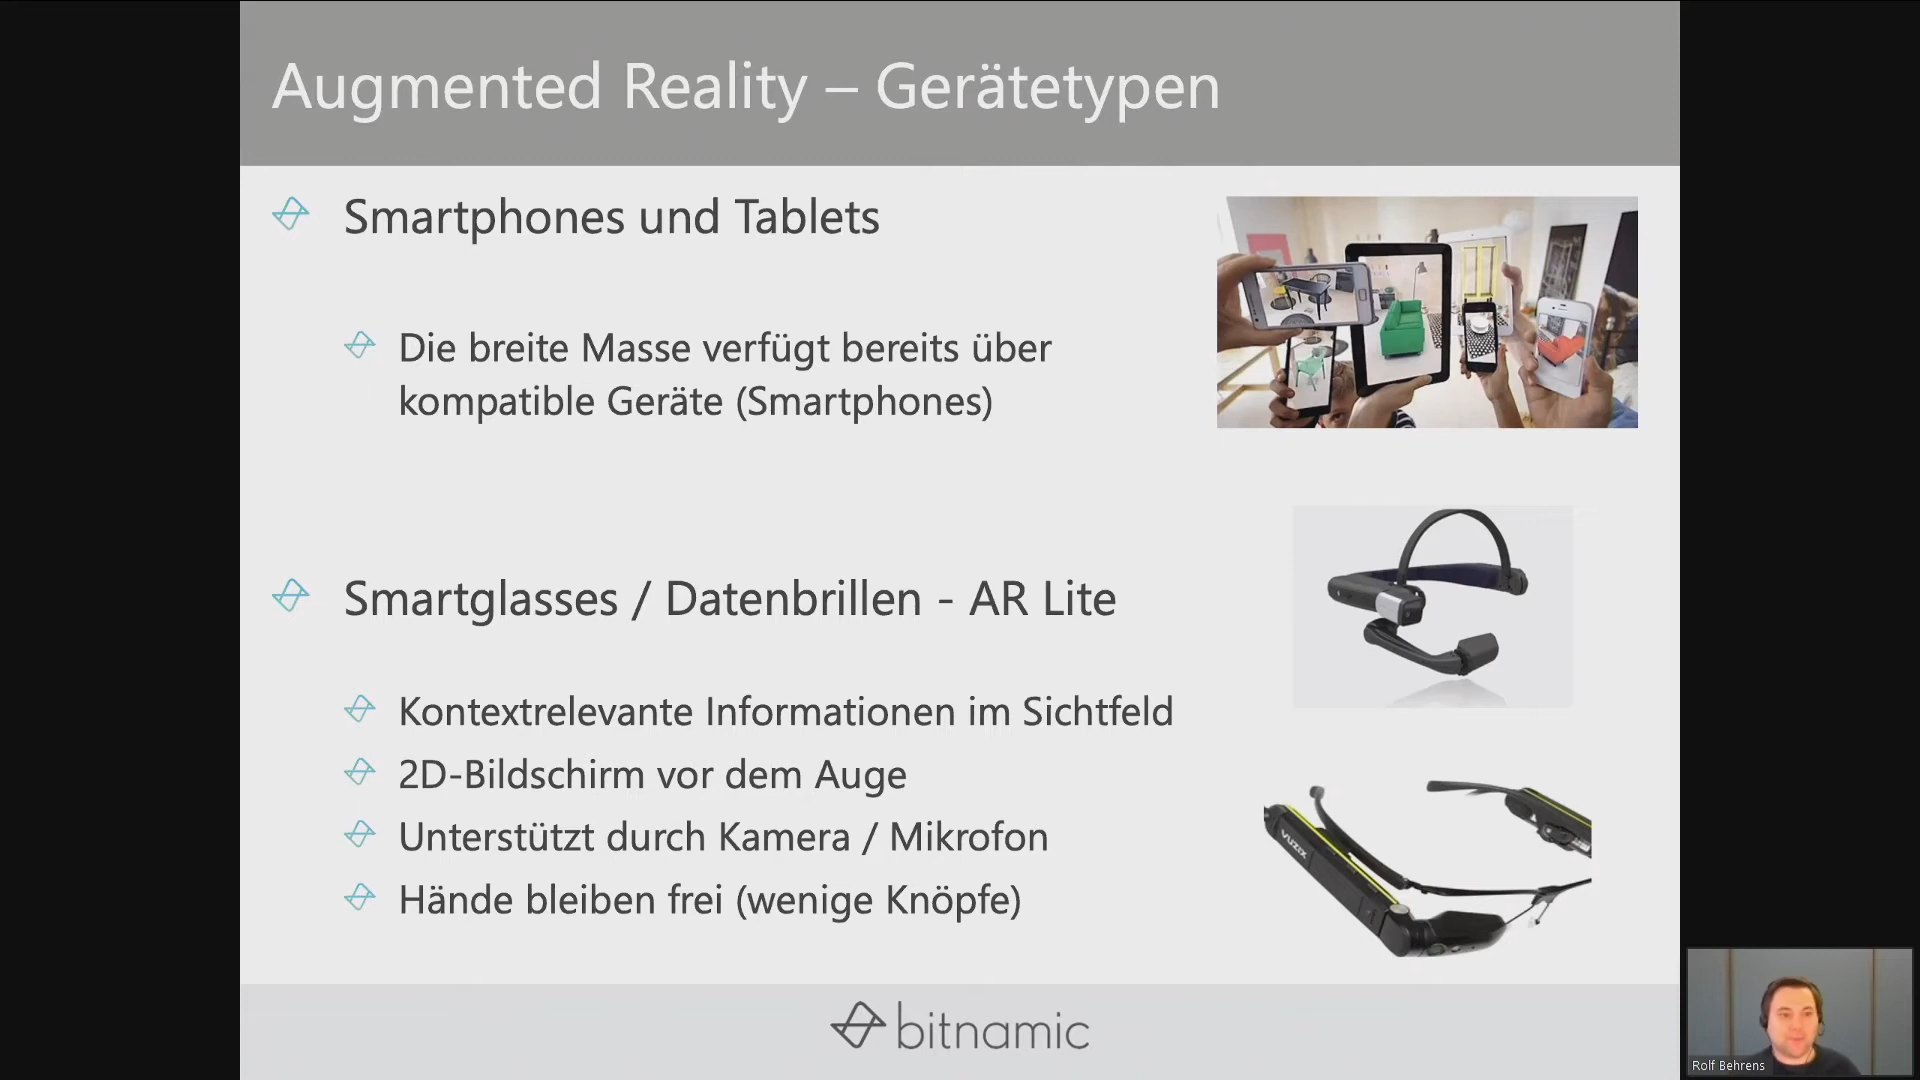 Augmented Reality – Gerätetypen
Smartphones und Tablets
Die breite Masse verfügt bereits über
kompatible Geräte (Smartphones)
Smartglasses / Datenbrillen - AR Lite
Kontextrelevante Informationen im Sichtfeld
2D-Bildschirm vor dem Auge
Unterstützt durch Kamera / Mikrofon
Hände bleiben frei (wenige Knöpfe)
VUZIX
bitnamic
Rolf Behrens